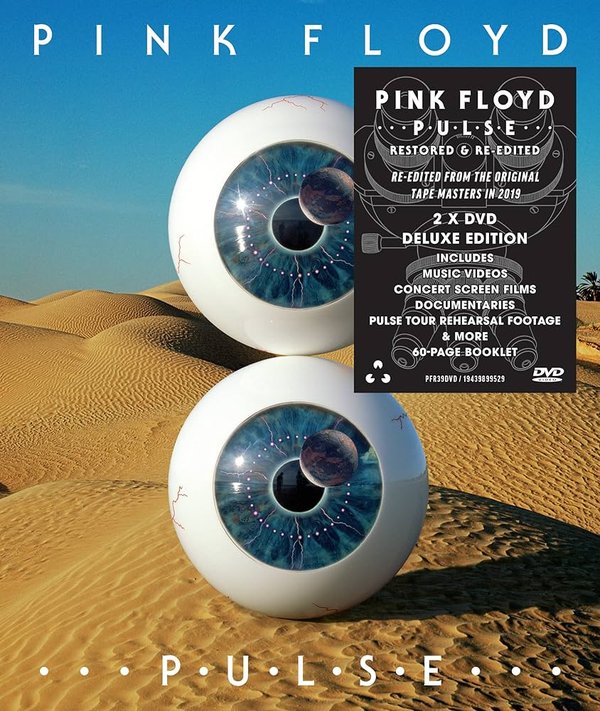 PINK FLOYD
PINK FLOYD
···P·U·L·S·E···
RESTORED & RE-EDITED
RE-EDITED FROM THE ORIGINAL
TAPE MASTERS IN 2019
2 X DVD
DELUXE EDITION
INCLUDES
MUSIC VIDEOS
CONCERT SCREEN FILMS
DOCUMENTARIES
PULSE TOUR REHEARSAL FOOTAGE
& MORE
60-PAGE BOOKLET
PFR39DVD / 19439899529
DVD
VIDEO
···P·U·L·S·E···